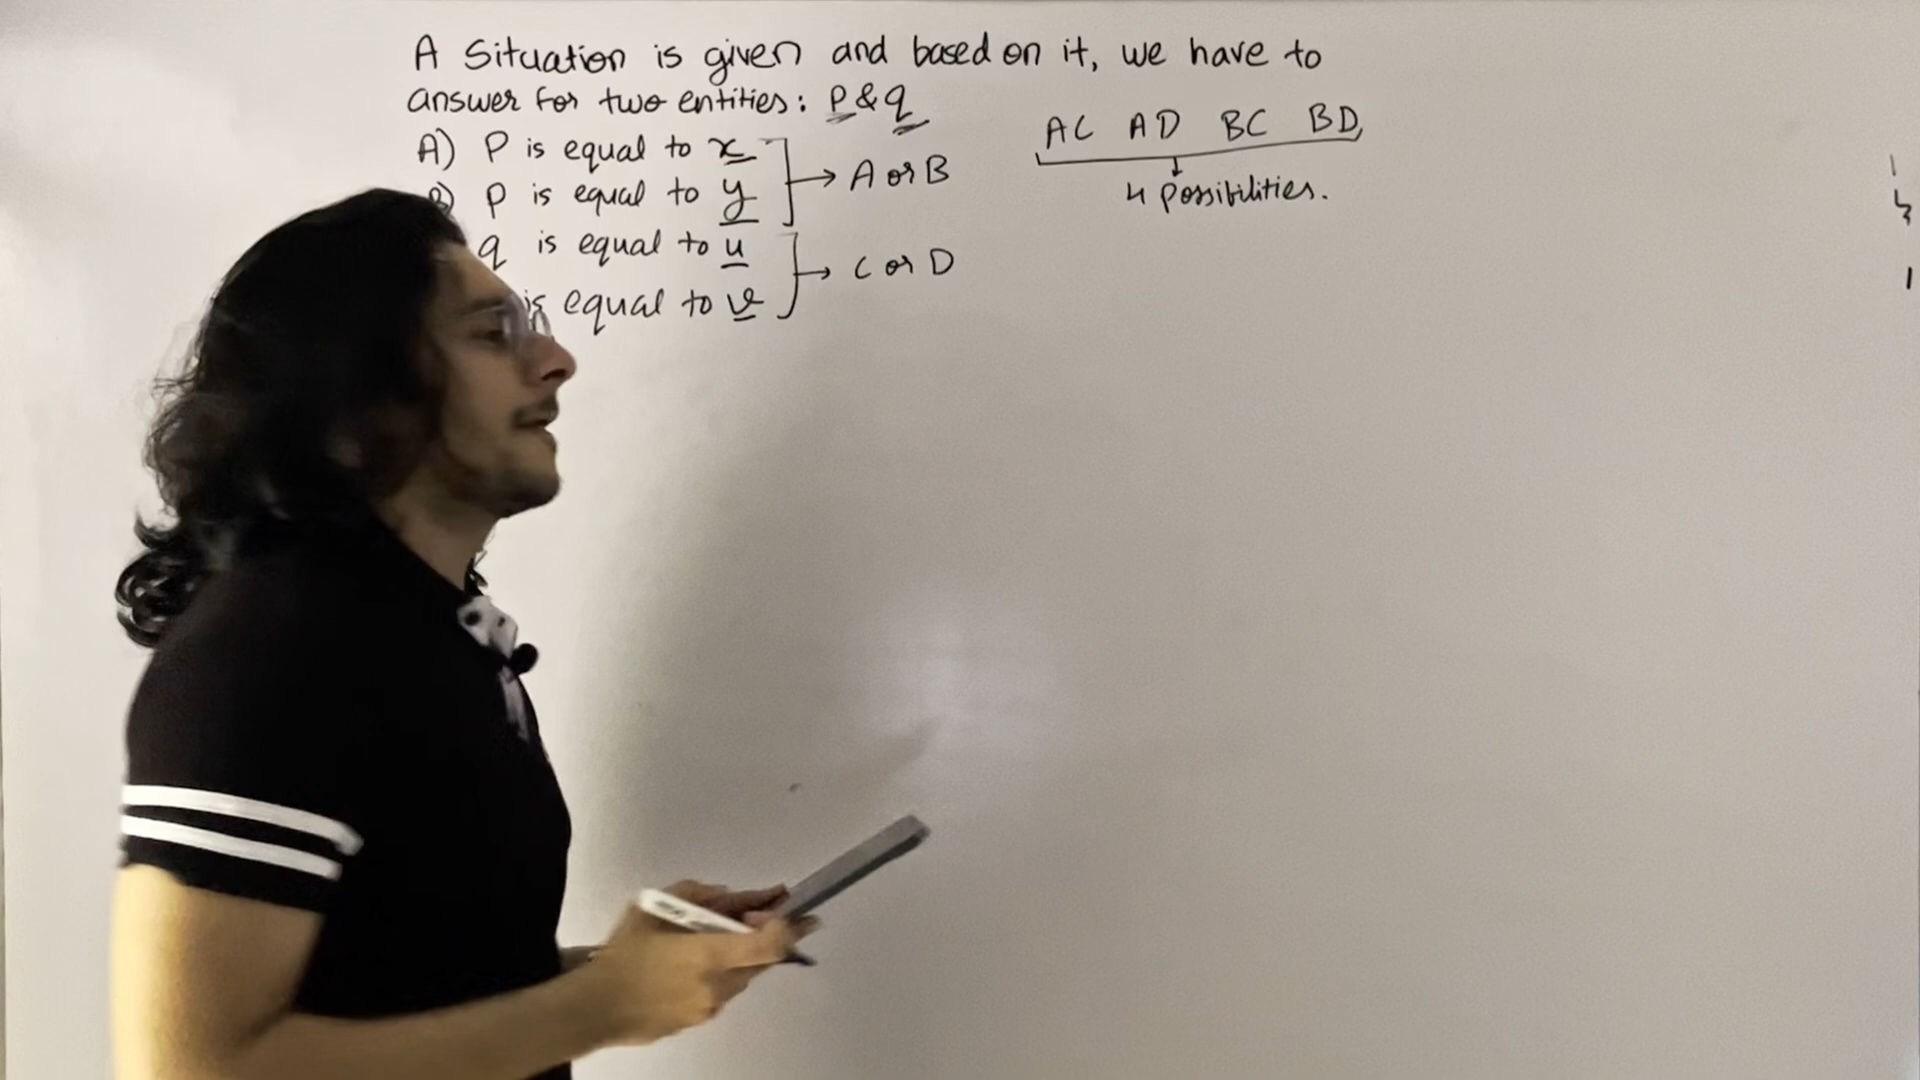 A Situation is given and based on it, we have to
answer for two entities: P & q
A) P is equal to x
B) P is equal to y
→ A or B
q is equal to u
is equal to v
→ C or D
AC AD BC BD
4 possibilities.